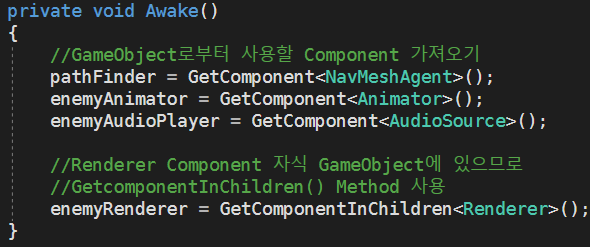 private void Awake()
{
//GameObject로부터 사용할 Component 가져오기
pathFinder = GetComponent<NavMeshAgent>();
enemyAnimator = GetComponent<Animator>();
enemyAudioPlayer = GetComponent<AudioSource>();
//Renderer Component 자식 GameObject에 있으므로
//GetcomponentInChildren() Method 사용
enemyRenderer = GetComponentInChildren<Renderer>();
}